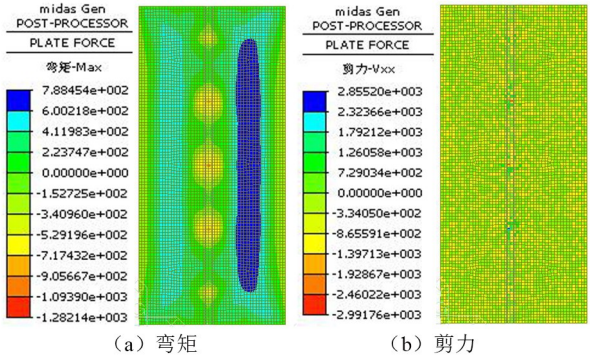 midas Gen
POST-PROCESSOR
PLATE FORCE
弯矩-Max
7.88454e+002
6.00218e+002
4.11983e+002
2.23747e+002
0.00000e+000
-1.52725e+002
-3.40960e+002
-5.29196e+002
-7.17432e+002
-9.05667e+002
-1.09390e+003
-1.28214e+003
(a)弯矩
midas Gen
POST-PROCESSOR
PLATE FORCE
剪力-Vxx
2.85520e+003
2.32366e+003
1.79212e+003
1.26058e+003
7.29034e+002
0.00000e+000
-3.34050e+002
-8.65591e+002
-1.39713e+003
-1.92867e+003
-2.46022e+003
-2.99176e+003
(b)剪力